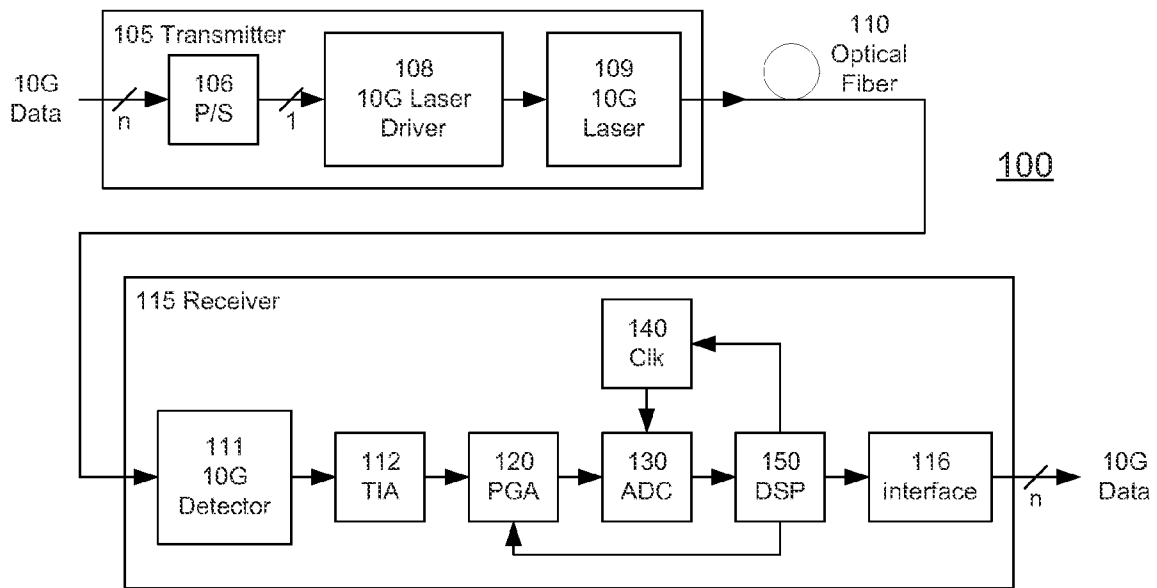 105 Transmitter
10G
Data
n
106
P/S
1
108
10G Laser
Driver
109
10G
Laser
110
Optical
Fiber
100
115 Receiver
140
Clk
111
10G
Detector
112
TIA
120
PGA
130
ADC
150
DSP
116
interface
n
10G
Data